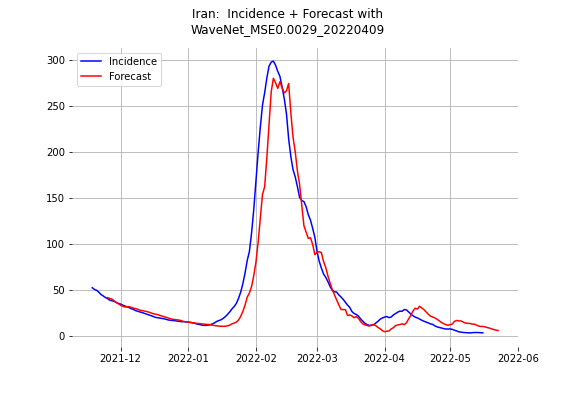 Iran:  Incidence + Forecast with
WaveNet_MSE0.0029_20220409
Incidence
Forecast
300
250
200
150
100
50
0
2021-12 2022-01 2022-02 2022-03 2022-04 2022-05 2022-06